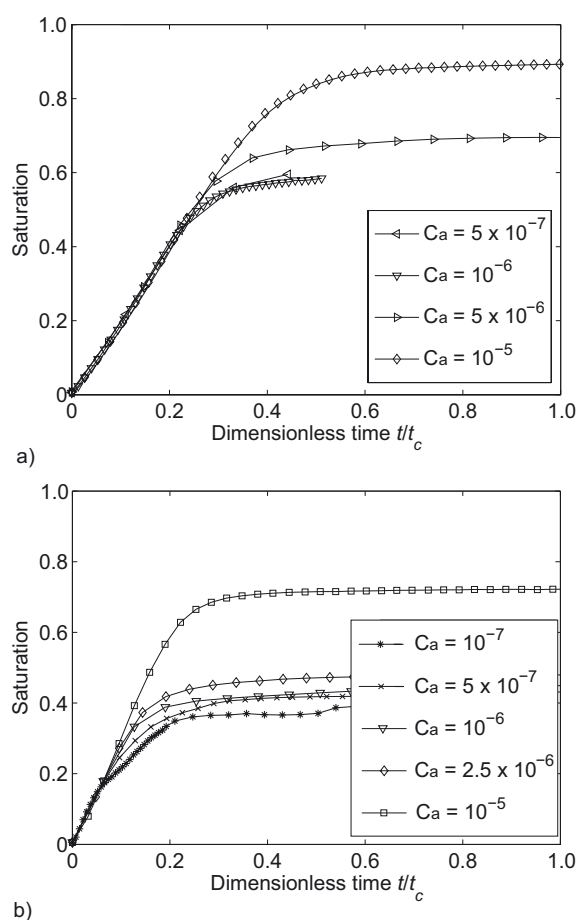 1.0
0.8
0.6
0.4
0.2
0
Saturation
Ca = 5 x 10⁻⁷
Ca = 10⁻⁶
Ca = 5 x 10⁻⁶
Ca = 10⁻⁵
0 0.2 0.4 0.6 0.8 1.0
Dimensionless time t/t_c
a)
1.0
0.8
0.6
0.4
0.2
0
Saturation
Ca = 10⁻⁷
Ca = 5 x 10⁻⁷
Ca = 10⁻⁶
Ca = 2.5 x 10⁻⁶
Ca = 10⁻⁵
0 0.2 0.4 0.6 0.8 1.0
Dimensionless time t/t_c
b)